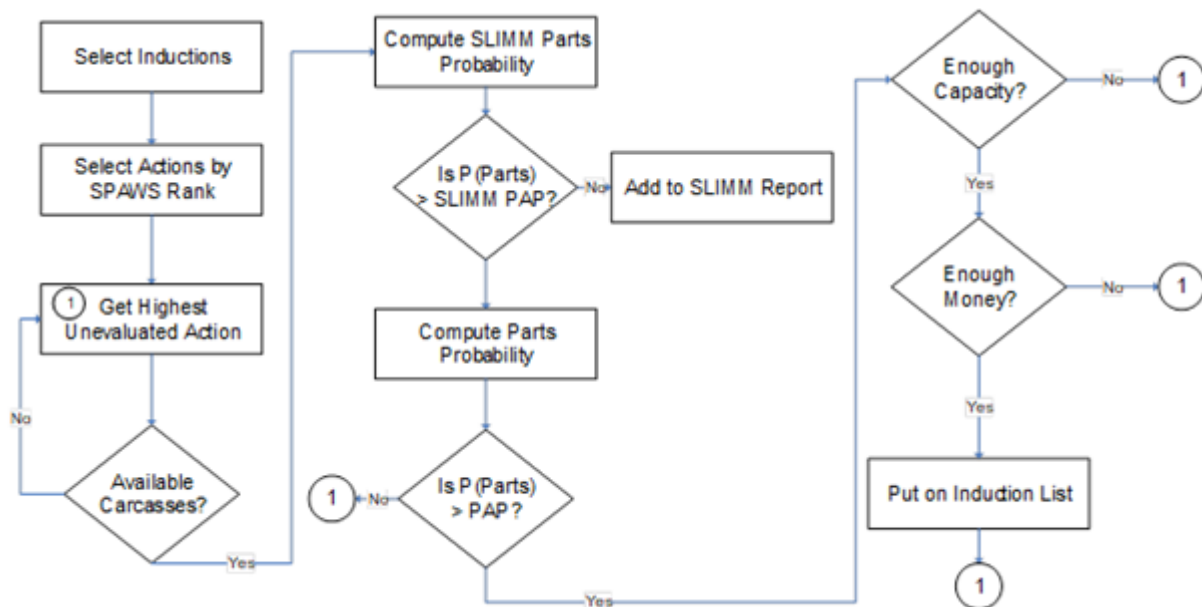 Select Inductions
Select Actions by
SPAWS Rank
1
Get Highest
Unevaluated Action
No
Available
Carcasses?
Yes
Compute SLIMM Parts
Probability
Is P(Parts)
> SLIMM PAP?
No
Add to SLIMM Report
Compute Parts
Probability
Is P(Parts)
> PAP?
No
1
Yes
Enough
Capacity?
No
1
Yes
Enough
Money?
No
1
Yes
Put on Induction List
1